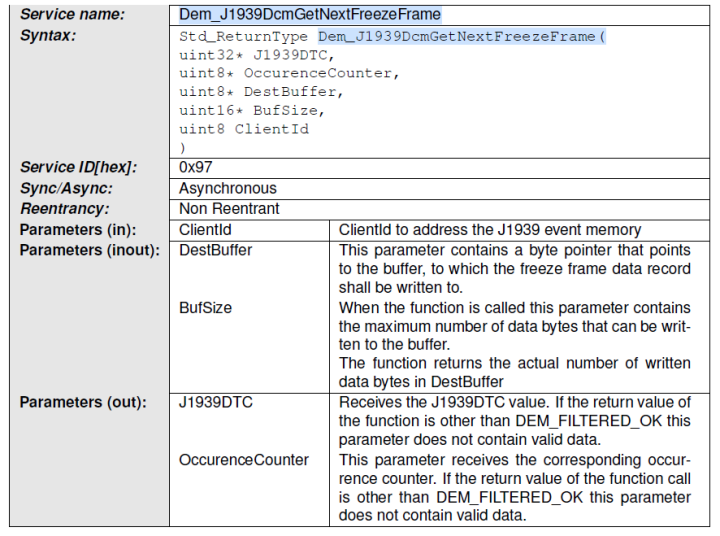 Service name: Dem_J1939DcmGetNextFreezeFrame
Syntax: Std_ReturnType Dem_J1939DcmGetNextFreezeFrame(
uint32* J1939DTC,
uint8* OccurenceCounter,
uint8* DestBuffer,
uint16* BufSize,
uint8 ClientId
)
Service ID[hex]: 0x97
Sync/Async: Asynchronous
Reentrancy: Non Reentrant
Parameters (in): ClientId ClientId to address the J1939 event memory
Parameters (inout): DestBuffer This parameter contains a byte pointer that points
to the buffer, to which the freeze frame data record
shall be written to.
BufSize When the function is called this parameter contains
the maximum number of data bytes that can be writ-
ten to the buffer.
The function returns the actual number of written
data bytes in DestBuffer
Parameters (out): J1939DTC Receives the J1939DTC value. If the return value of
the function is other than DEM_FILTERED_OK this
parameter does not contain valid data.
OccurenceCounter This parameter receives the corresponding occur-
rence counter. If the return value of the function call
is other than DEM_FILTERED_OK this parameter
does not contain valid data.